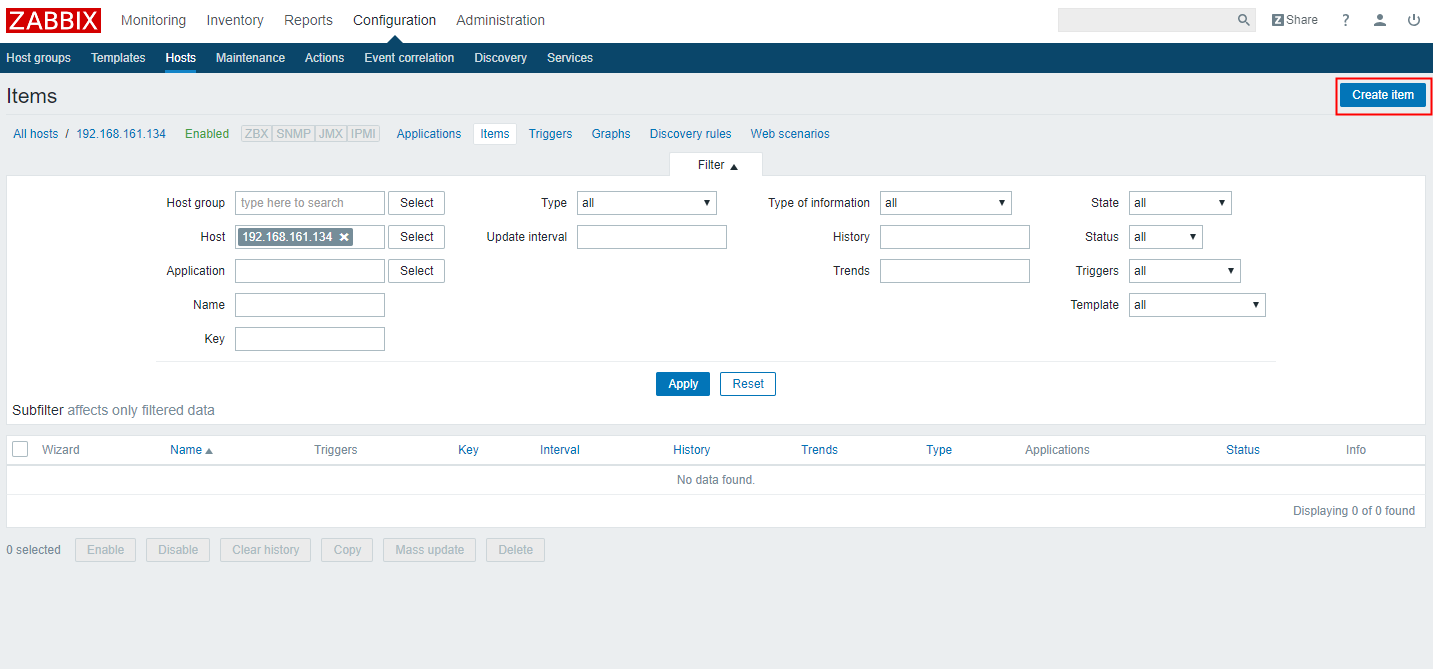 ZABBIX Monitoring Inventory Reports Configuration Administration Z Share ?
Host groups Templates Hosts Maintenance Actions Event correlation Discovery Services
Items Create item
All hosts / 192.168.161.134 Enabled ZBX SNMP JMX IPMI Applications Items Triggers Graphs Discovery rules Web scenarios
Filter ▲
Host group type here to search Select Type all Type of information all State all
Host 192.168.161.134 ✖ Select Update interval History Status all
Application Select Trends Triggers all
Name Template all
Key
Apply Reset
Subfilter affects only filtered data
Wizard Name ▲ Triggers Key Interval History Trends Type Applications Status Info
No data found.
Displaying 0 of 0 found
0 selected Enable Disable Clear history Copy Mass update Delete